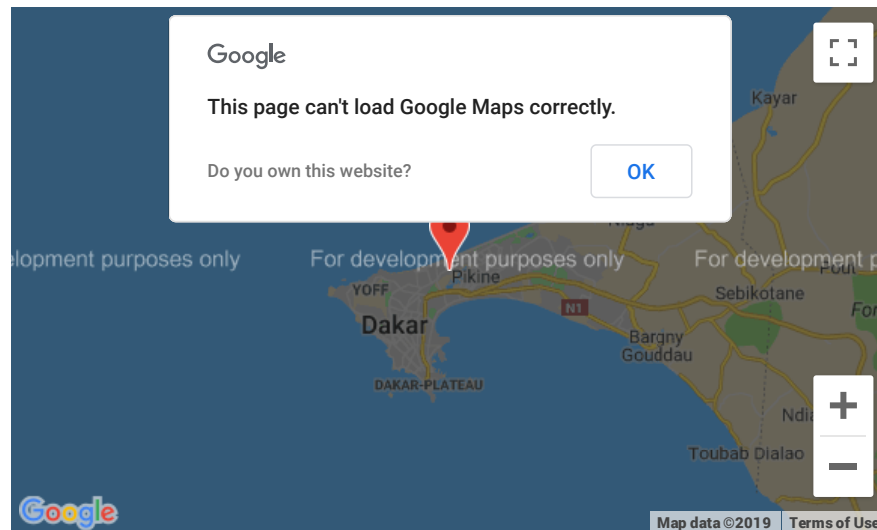 Google
This page can't load Google Maps correctly.
Do you own this website?
OK
Kayar
elopment purposes only
For development purposes only
For development p
Pout
YOFF
Pikine
Sebikotane
N1
For
Dakar
Bargny
Gouddau
DAKAR-PLATEAU
Ndia
Toubab Dialao
Google
Map data ©2019
Terms of Use